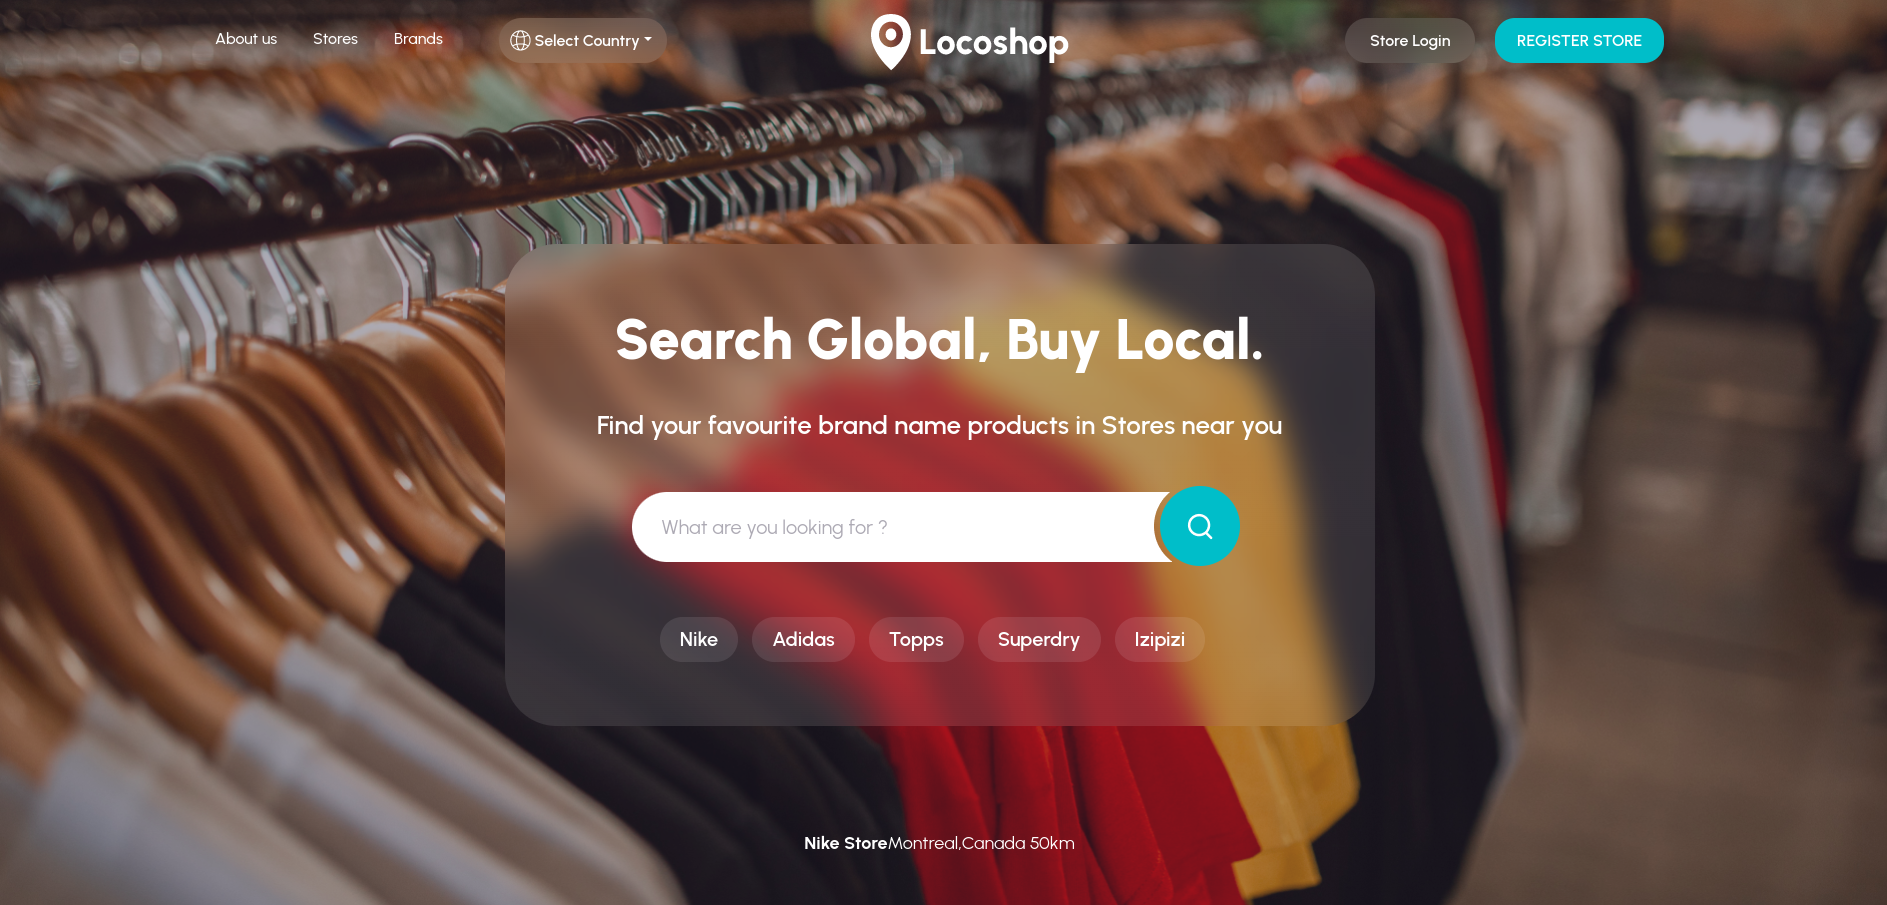 About us Stores Brands Select Country Locoshop Store Login REGISTER STORE
Search Global, Buy Local.
Find your favourite brand name products in Stores near you
What are you looking for ?
Nike Adidas Topps Superdry Izipizi
Nike StoreMontreal,Canada 50km